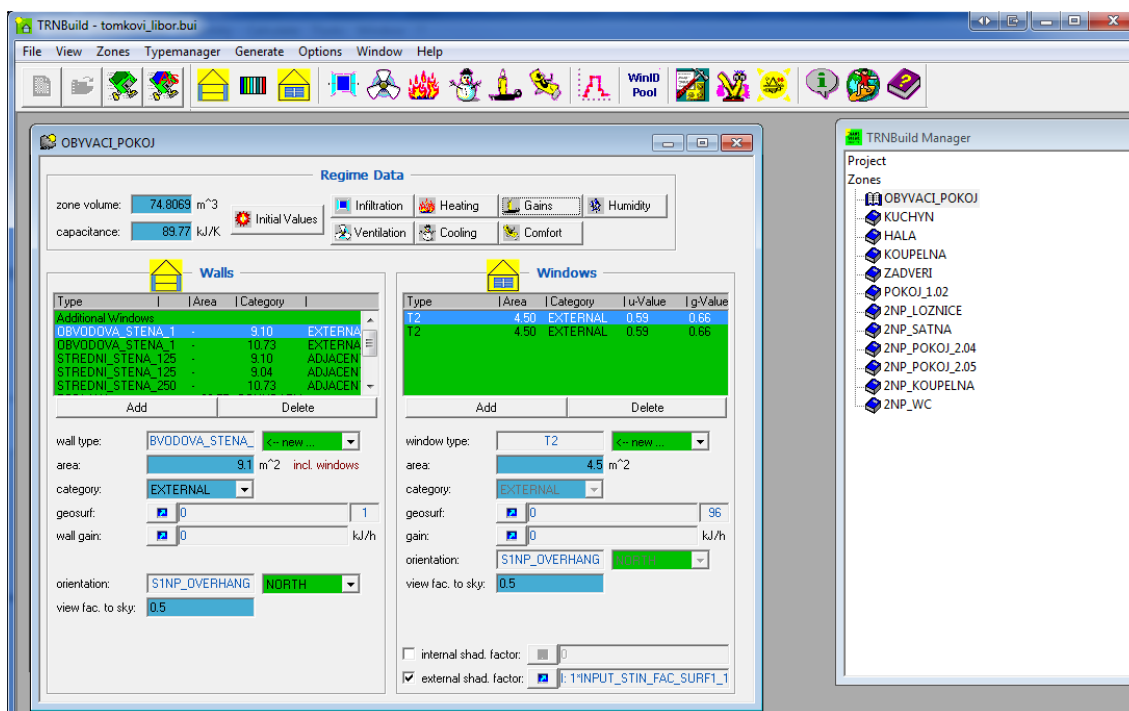 TRNBuild - tomkovi_libor.bui
File View Zones Typemanager Generate Options Window Help
WinID
Pool
OBYVACI_POKOJ
Regime Data
zone volume: 74.8069 m^3
capacitance: 89.77 kJ/K
Initial Values
Infiltration Heating Gains Humidity
Ventilation Cooling Comfort
Walls
Type | | Area | Category |
Additional Windows
OBVODOVA_STENA_1 - 9.10 EXTERNA
OBVODOVA_STENA_1 - 10.73 EXTERNA
STREDNI_STENA_125 - 9.10 ADJACEN
STREDNI_STENA_125 - 9.04 ADJACEN
STREDNI_STENA_250 - 10.73 ADJACEN
Add Delete
wall type: BVODOVA_STENA_ <-- new ...
area: 9.1 m^2 incl. windows
category: EXTERNAL
geosurf: 0 1
wall gain: 0 kJ/h
orientation: S1NP_OVERHANG NORTH
view fac. to sky: 0.5
Windows
Type | Area | Category | u-Value | g-Value
T2 4.50 EXTERNAL 0.59 0.66
T2 4.50 EXTERNAL 0.59 0.66
Add Delete
window type: T2 <-- new ...
area: 4.5 m^2
category: EXTERNAL
geosurf: 0 96
gain: 0 kJ/h
orientation: S1NP_OVERHANG NORTH
view fac. to sky: 0.5
internal shad. factor: 0
external shad. factor: I: 1*INPUT_STIN_FAC_SURF1_1
TRNBuild Manager
Project
Zones
OBYVACI_POKOJ
KUCHYN
HALA
KOUPELNA
ZADVERI
POKOJ_1.02
2NP_LOZNICE
2NP_SATNA
2NP_POKOJ_2.04
2NP_POKOJ_2.05
2NP_KOUPELNA
2NP_WC